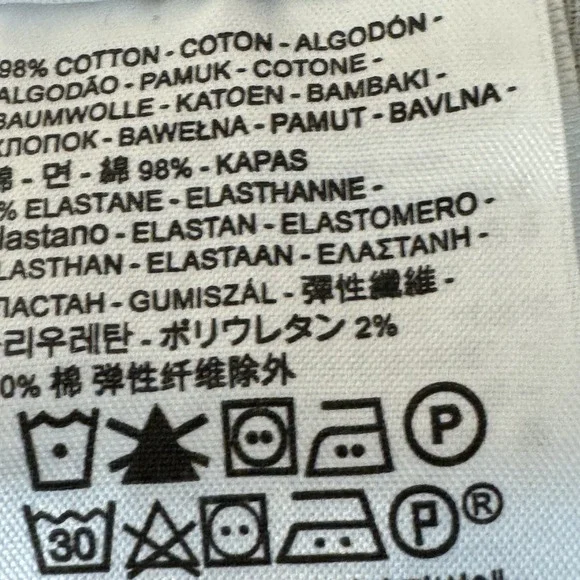 98% COTTON - COTON - ALGODÓN -
ALGODÃO - PAMUK - COTONE -
BAUMWOLLE - KATOEN - BAMBAKI -
ХЛОПОК - BAWEŁNA - PAMUT - BAVLNA -
棉 - 면 - 綿 98% - KAPAS
% ELASTANE - ELASTHANNE -
lastano - ELASTAN - ELASTOMERO -
LASTHAN - ELASTAAN - ΕΛΑΣΤΑΝΗ -
ЛАСТАН - GUMISZÁL - 弹性纖維 -
리우레탄 - ポリウレタン 2%
0% 棉 弹性纤维除外
P
30 P ®